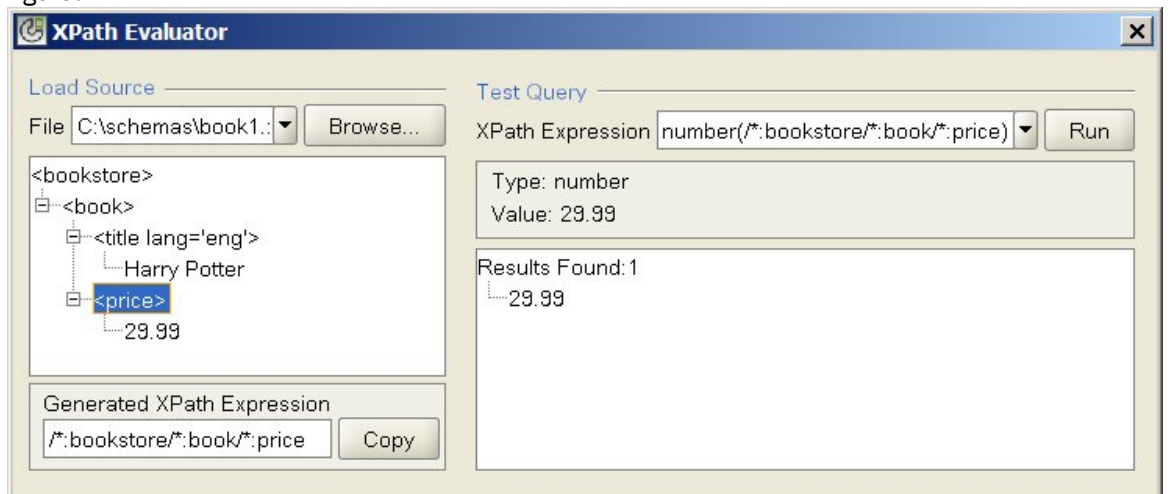 XPath Evaluator
Load Source
File C:\schemas\book1.: Browse...
<bookstore>
<book>
<title lang='eng'>
Harry Potter
<price>
29.99
Generated XPath Expression
/*:bookstore/*:book/*:price Copy
Test Query
XPath Expression number(/*:bookstore/*:book/*:price) Run
Type: number
Value: 29.99
Results Found:1
29.99